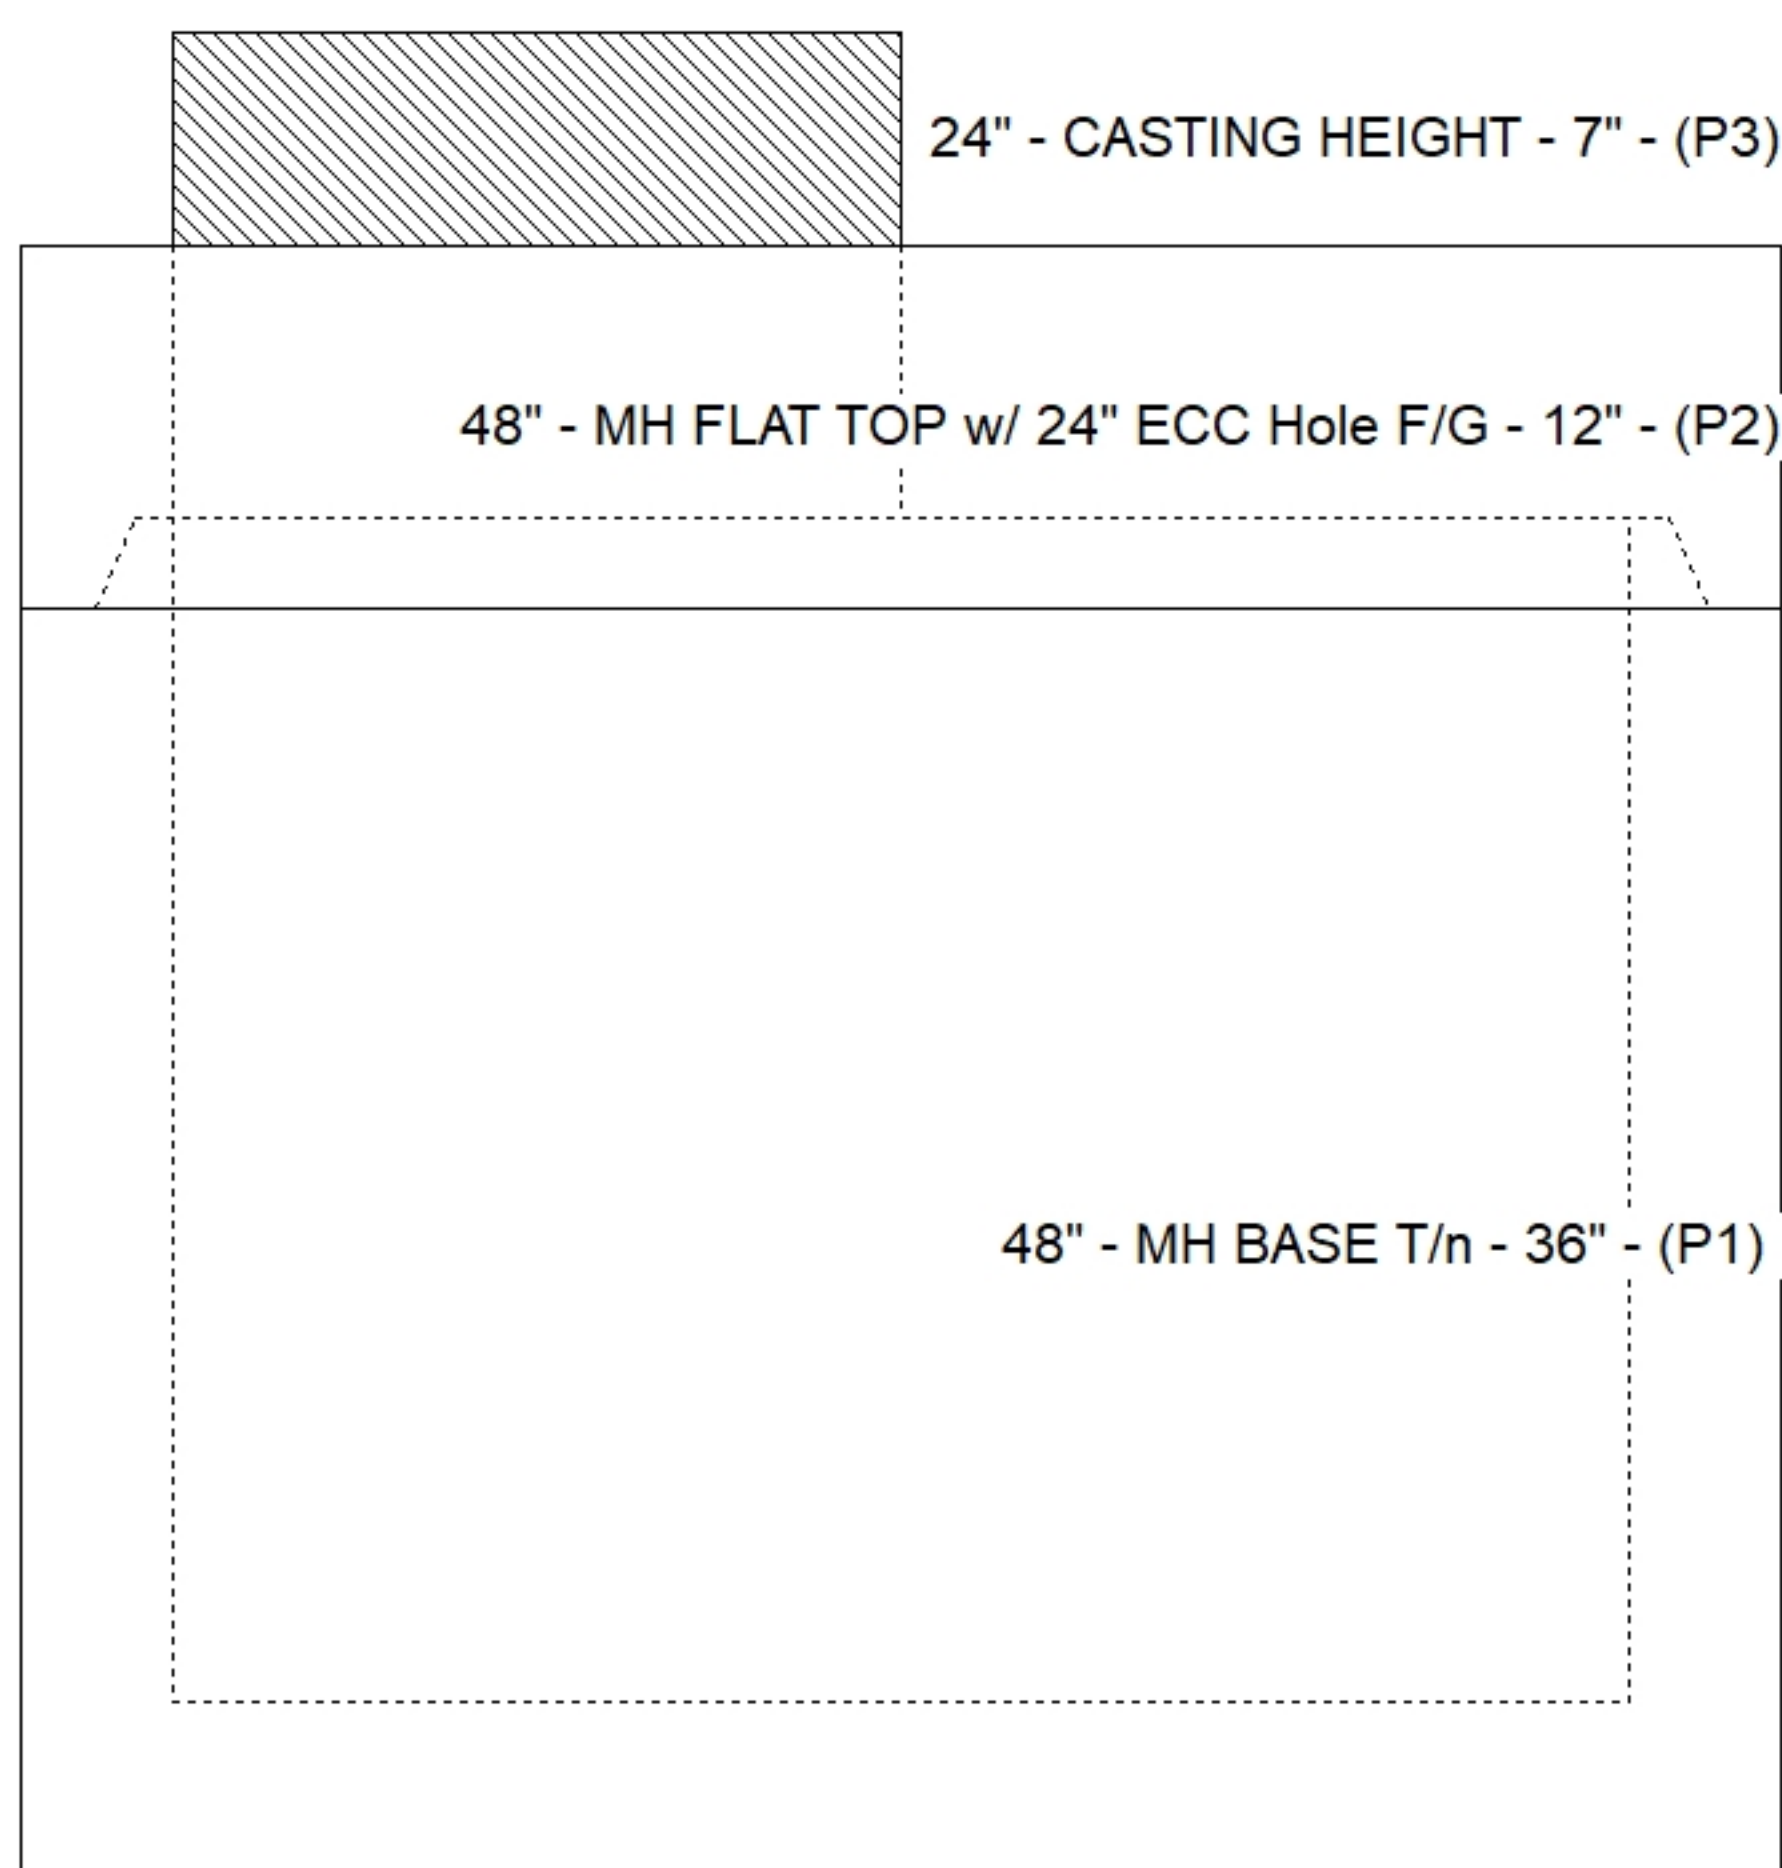 24" - CASTING HEIGHT - 7" - (P3)
48" - MH FLAT TOP w/ 24" ECC Hole F/G - 12" - (P2)
48" - MH BASE T/n - 36" - (P1)